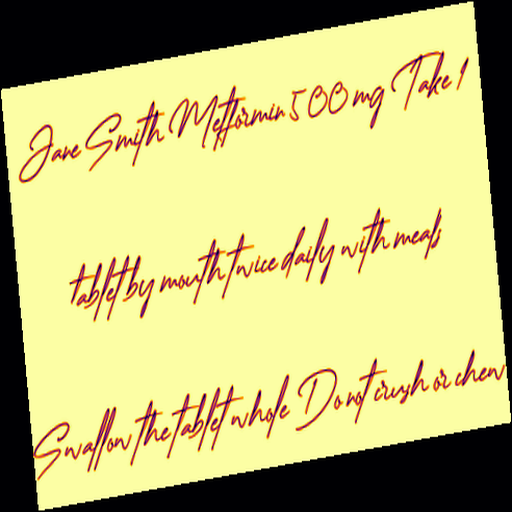 Jane Smith Metformin 500 mg Take 1
tablet by mouth twice daily with meals
Swallow the tablet whole Do not crush or chew